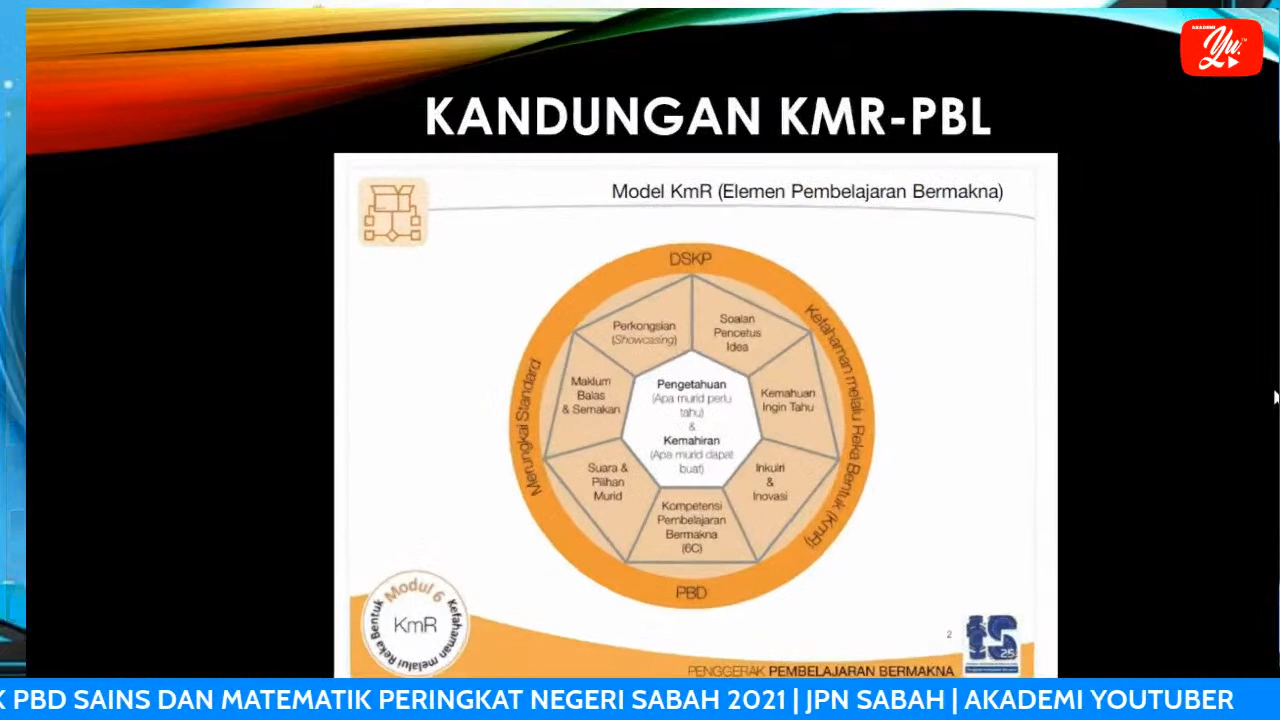 AKADEMI
Yu
KANDUNGAN KMR-PBL
Model KmR (Elemen Pembelajaran Bermakna)
DSKP
Kefahaman melalui Reka Bentuk (KmR)
PBD
Merungkai Standard
Soalan
Pencetus
Idea
Kemahuan
Ingin Tahu
Inkuiri
&
Inovasi
Kompetensi
Pembelajaran
Bermakna
(6C)
Suara &
Pilihan
Murid
Maklum
Balas
& Semakan
Perkongsian
(Showcasing)
Pengetahuan
(Apa murid perlu
tahu)
&
Kemahiran
(Apa murid dapat
buat)
Modul 6
KmR
Kefahaman melalui Reka Bentuk
2
25
PENGGERAK PEMBELAJARAN BERMAKNA
K PBD SAINS DAN MATEMATIK PERINGKAT NEGERI SABAH 2021 | JPN SABAH | AKADEMI YOUTUBER